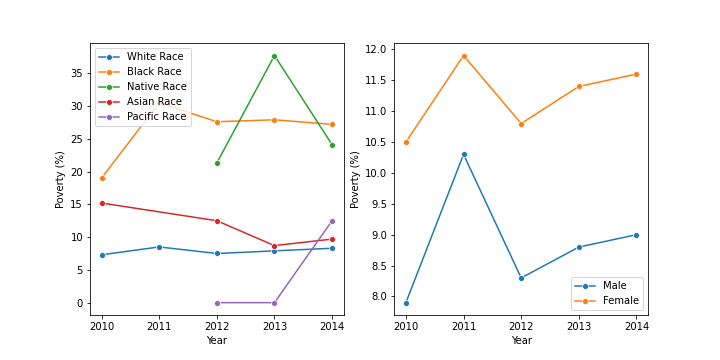 White Race
Black Race
Native Race
Asian Race
Pacific Race
35
30
25
20
15
10
5
0
Poverty (%)
2010 2011 2012 2013 2014
Year
12.0
11.5
11.0
10.5
10.0
9.5
9.0
8.5
8.0
Poverty (%)
Male
Female
2010 2011 2012 2013 2014
Year